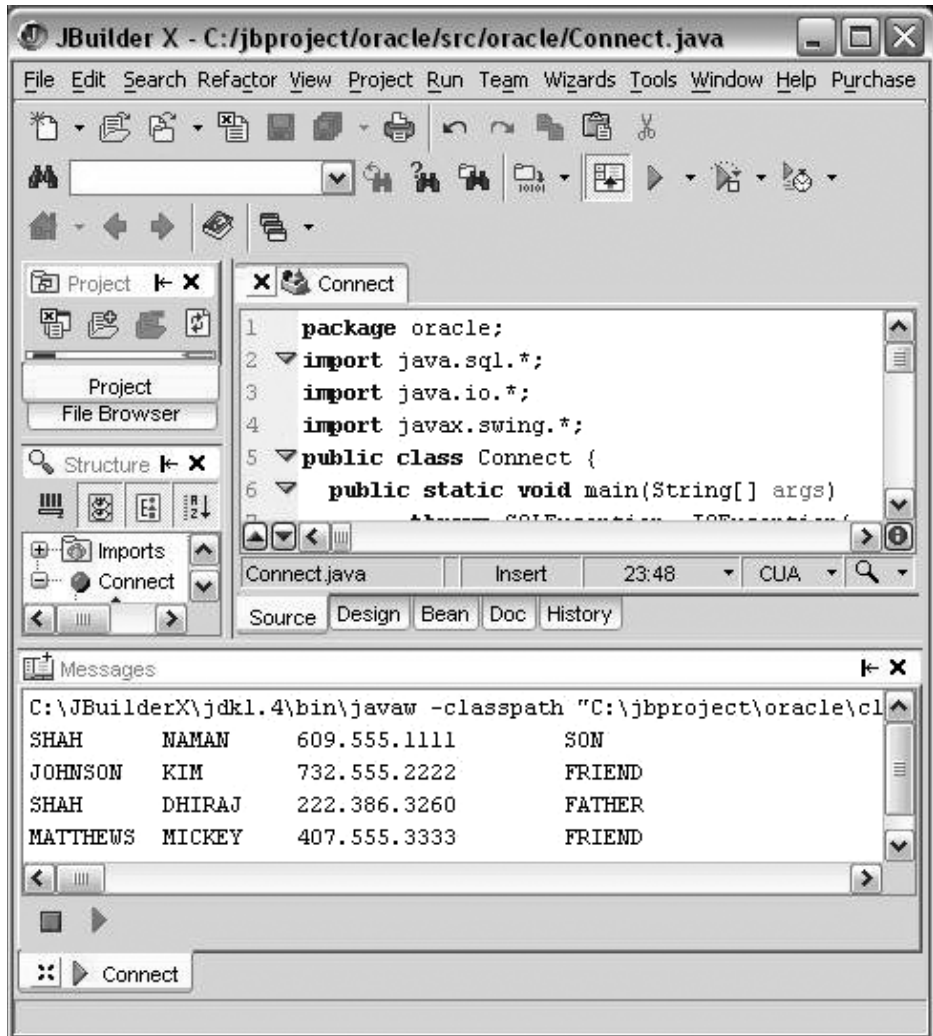 JBuilder X - C:/jbproject/oracle/src/oracle/Connect.java
File Edit Search Refactor View Project Run Team Wizards Tools Window Help Purchase
Project
Connect
1 package oracle;
2 import java.sql.*;
3 import java.io.*;
4 import javax.swing.*;
5 public class Connect {
6 public static void main(String[] args)
Project
File Browser
Structure
Imports
Connect
Connect.java Insert 23:48 CUA
Source Design Bean Doc History
Messages
C:\JBuilderX\jdk1.4\bin\javaw -classpath "C:\jbproject\oracle\cl
SHAH NAMAN 609.555.1111 SON
JOHNSON KIM 732.555.2222 FRIEND
SHAH DHIRAJ 222.386.3260 FATHER
MATTHEWS MICKEY 407.555.3333 FRIEND
Connect